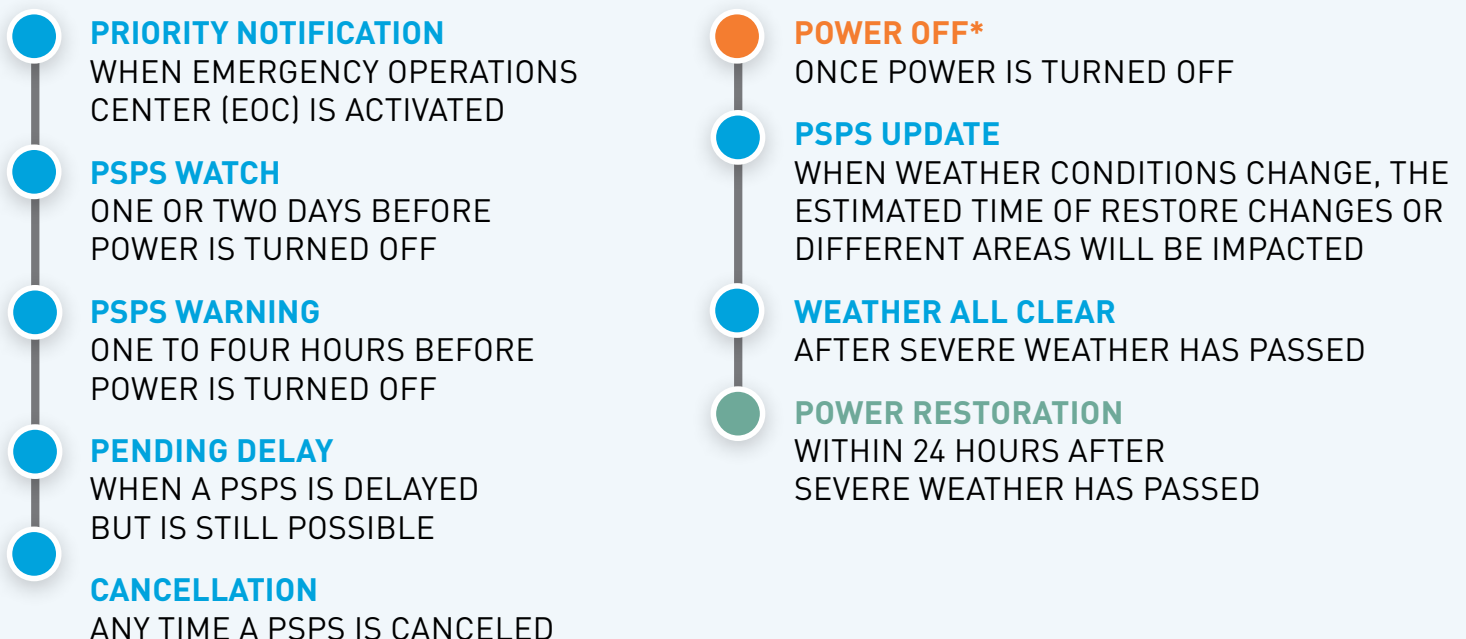 PRIORITY NOTIFICATION
WHEN EMERGENCY OPERATIONS
CENTER (EOC) IS ACTIVATED
PSPS WATCH
ONE OR TWO DAYS BEFORE
POWER IS TURNED OFF
PSPS WARNING
ONE TO FOUR HOURS BEFORE
POWER IS TURNED OFF
PENDING DELAY
WHEN A PSPS IS DELAYED
BUT IS STILL POSSIBLE
CANCELLATION
ANY TIME A PSPS IS CANCELED
POWER OFF*
ONCE POWER IS TURNED OFF
PSPS UPDATE
WHEN WEATHER CONDITIONS CHANGE, THE
ESTIMATED TIME OF RESTORE CHANGES OR
DIFFERENT AREAS WILL BE IMPACTED
WEATHER ALL CLEAR
AFTER SEVERE WEATHER HAS PASSED
POWER RESTORATION
WITHIN 24 HOURS AFTER
SEVERE WEATHER HAS PASSED